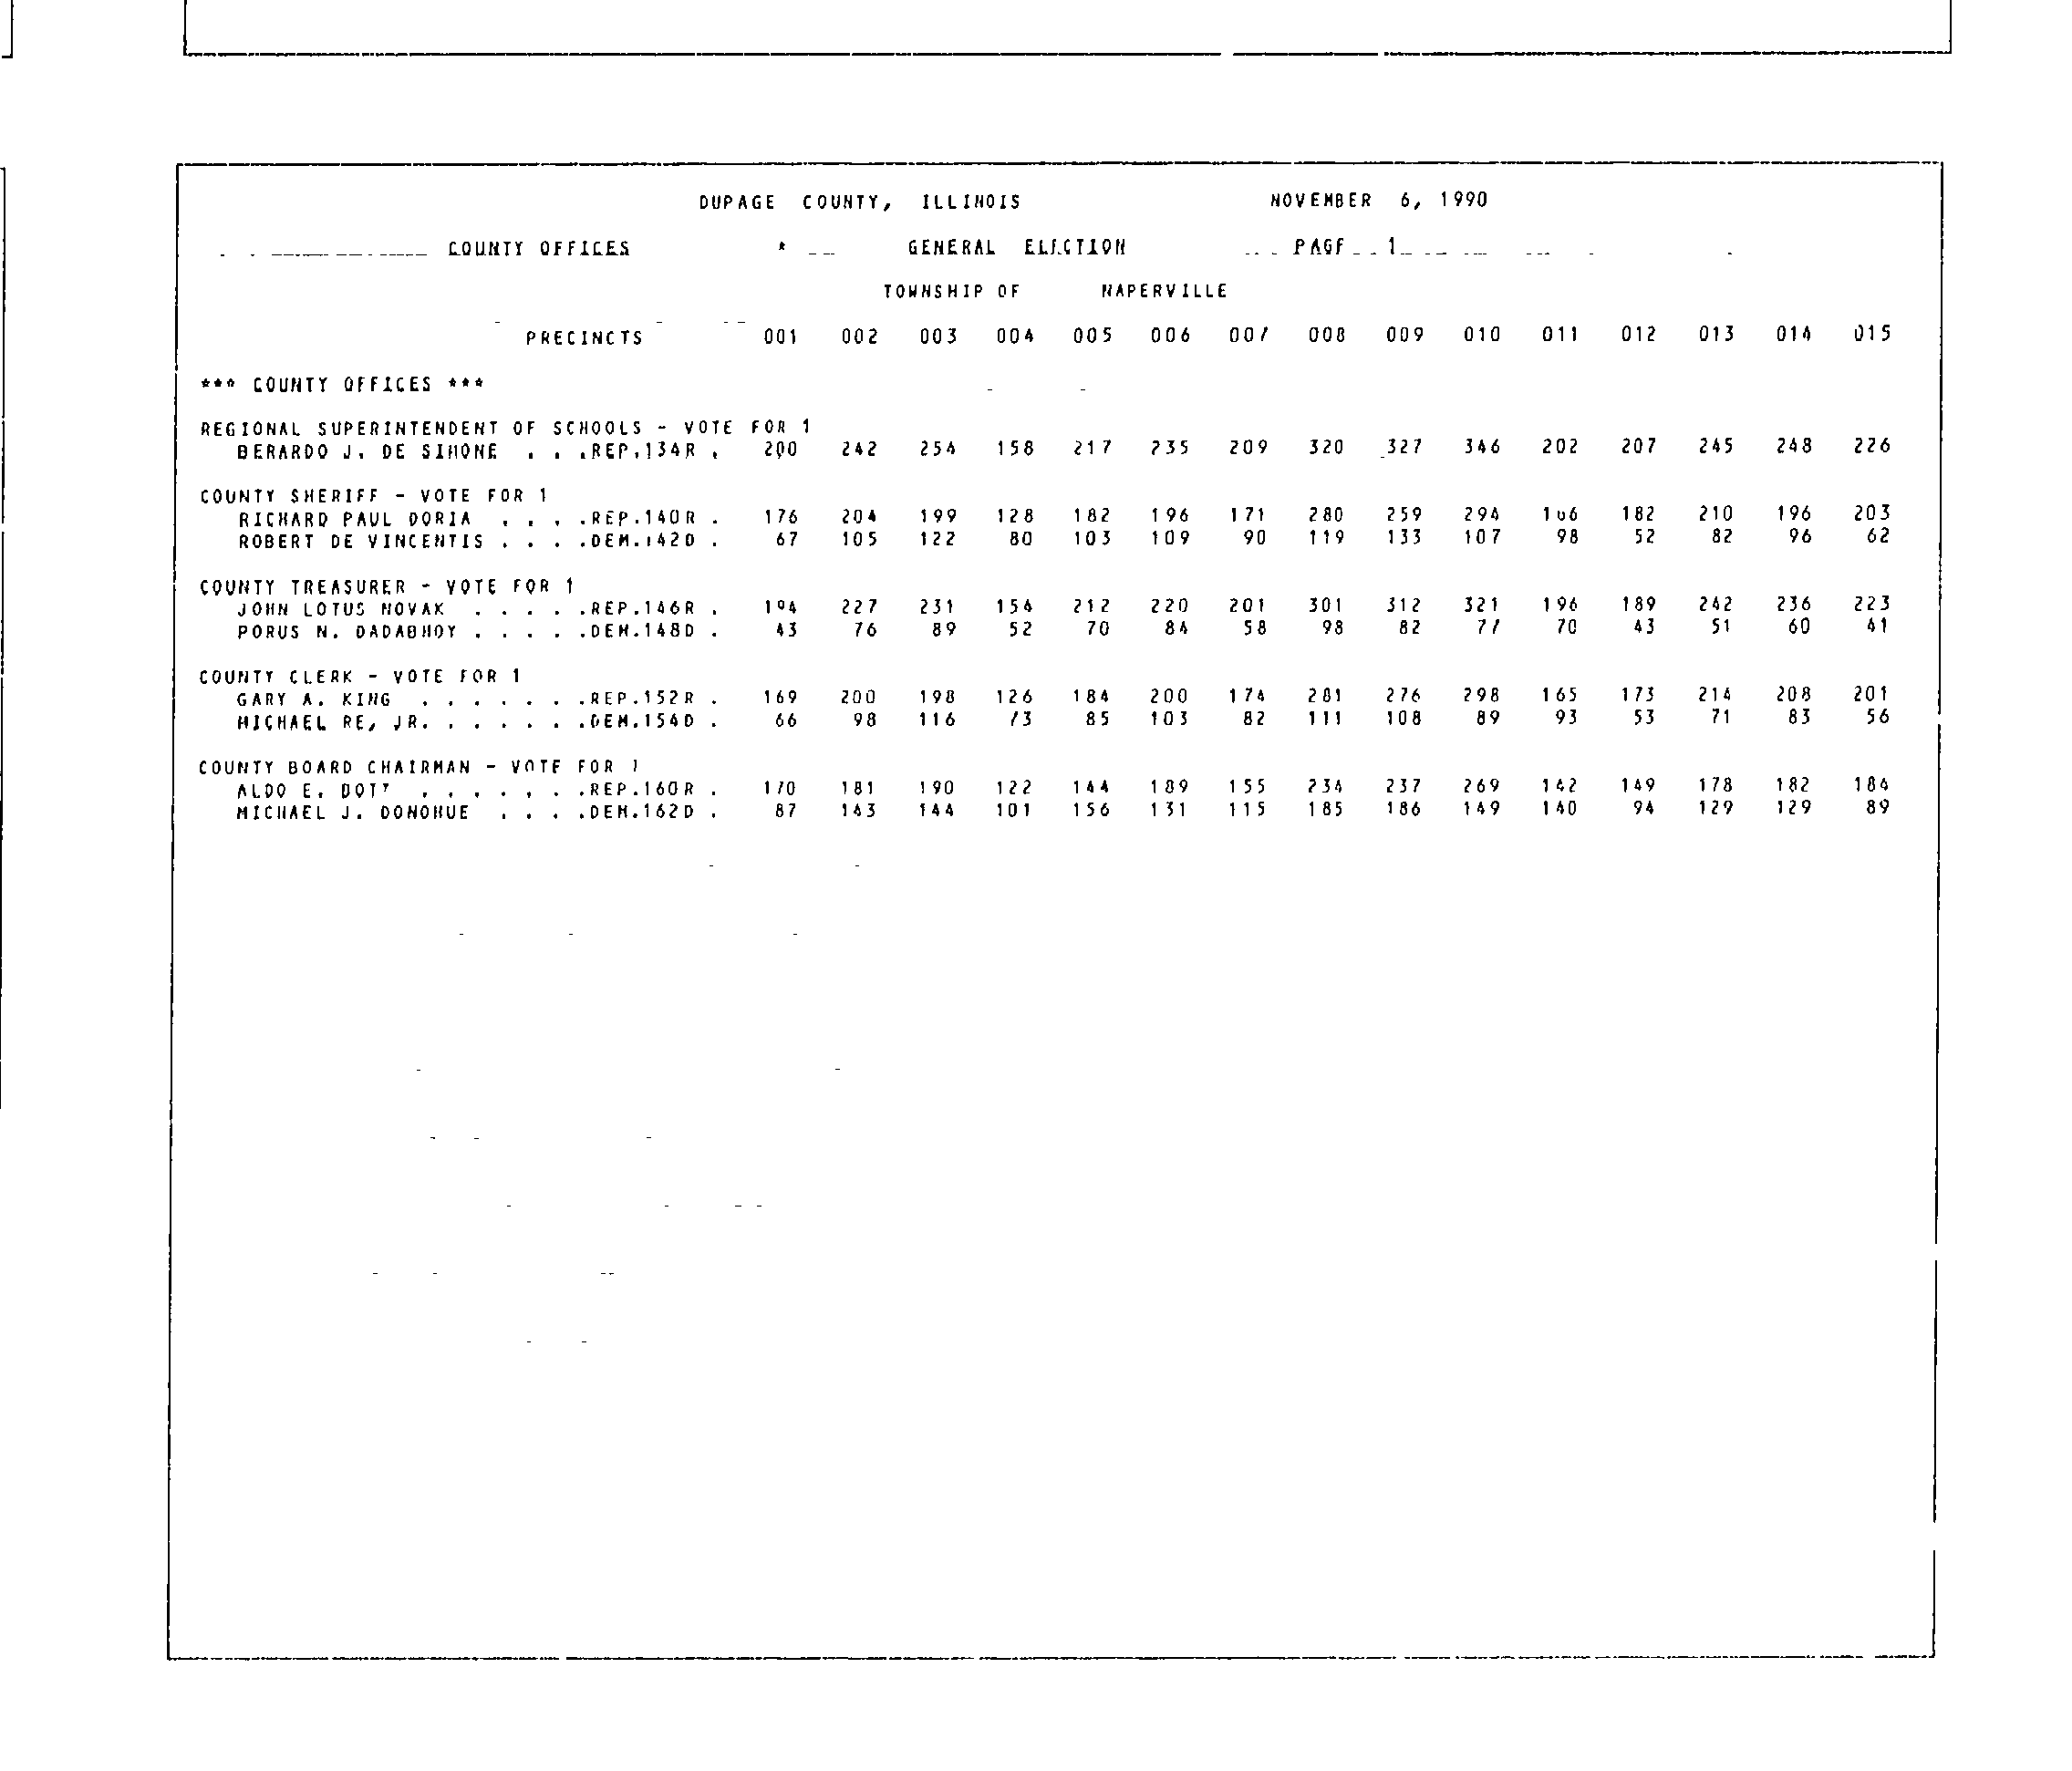 DUPAGE COUNTY, ILLINOIS NOVEMBER 6, 1990
COUNTY OFFICES * GENERAL ELECTION PAGE 1
TOWNSHIP OF NAPERVILLE
PRECINCTS 001 002 003 004 005 006 007 008 009 010 011 012 013 014 015
*** COUNTY OFFICES ***
REGIONAL SUPERINTENDENT OF SCHOOLS - VOTE FOR 1
BERARDO J. DE SIMONE . . .REP.134R . 200 242 254 158 217 235 209 320 327 346 202 207 245 248 226
COUNTY SHERIFF - VOTE FOR 1
RICHARD PAUL DORIA . . . .REP.140R . 176 204 199 128 182 196 171 280 259 294 182 210 196 203
ROBERT DE VINCENTIS . . . .DEM.142D . 67 105 122 80 103 109 90 119 133 107 98 52 82 96 62
COUNTY TREASURER - VOTE FOR 1
JOHN LOTUS NOVAK . . . . .REP.146R . 194 227 231 154 212 220 201 301 312 321 196 189 242 236 223
PORUS N. DADABHOY . . . . .DEM.148D . 43 76 89 52 70 84 58 98 82 77 70 43 51 60 41
COUNTY CLERK - VOTE FOR 1
GARY A. KING . . . . . . .REP.152R . 169 200 198 126 184 200 174 281 276 298 165 173 214 208 201
MICHAEL RE, JR. . . . . . .DEM.154D . 66 98 116 73 85 103 82 111 108 89 93 53 71 83 56
COUNTY BOARD CHAIRMAN - VOTE FOR 1
ALDO E. . . . . . . .REP.160R . 170 181 190 122 144 189 155 234 237 269 142 149 178 182 184
MICHAEL J. DONOHUE . . . .DEM.162D . 87 143 144 101 156 131 115 185 186 149 140 94 129 129 89